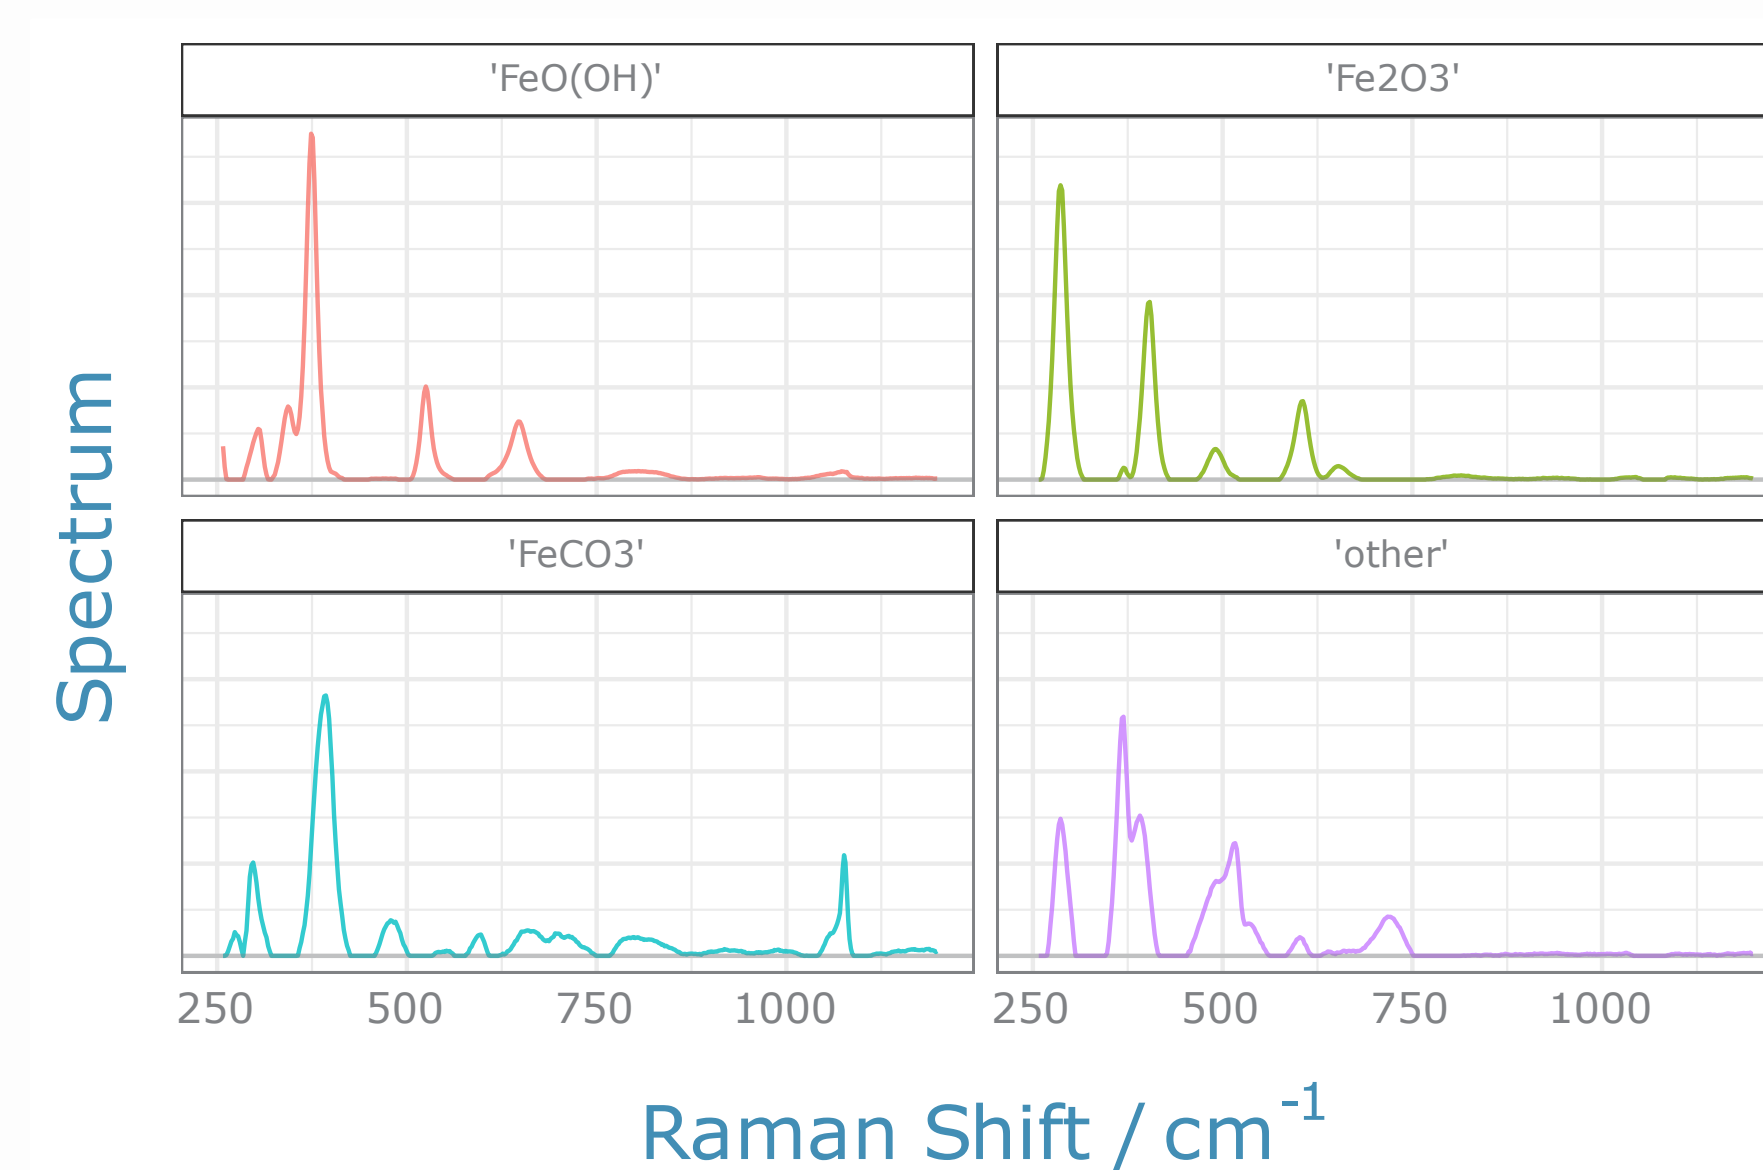 'FeO(OH)' 'Fe2O3'
Spectrum
'FeCO3' 'other'
250 500 750 1000 250 500 750 1000
Raman Shift / cm⁻¹